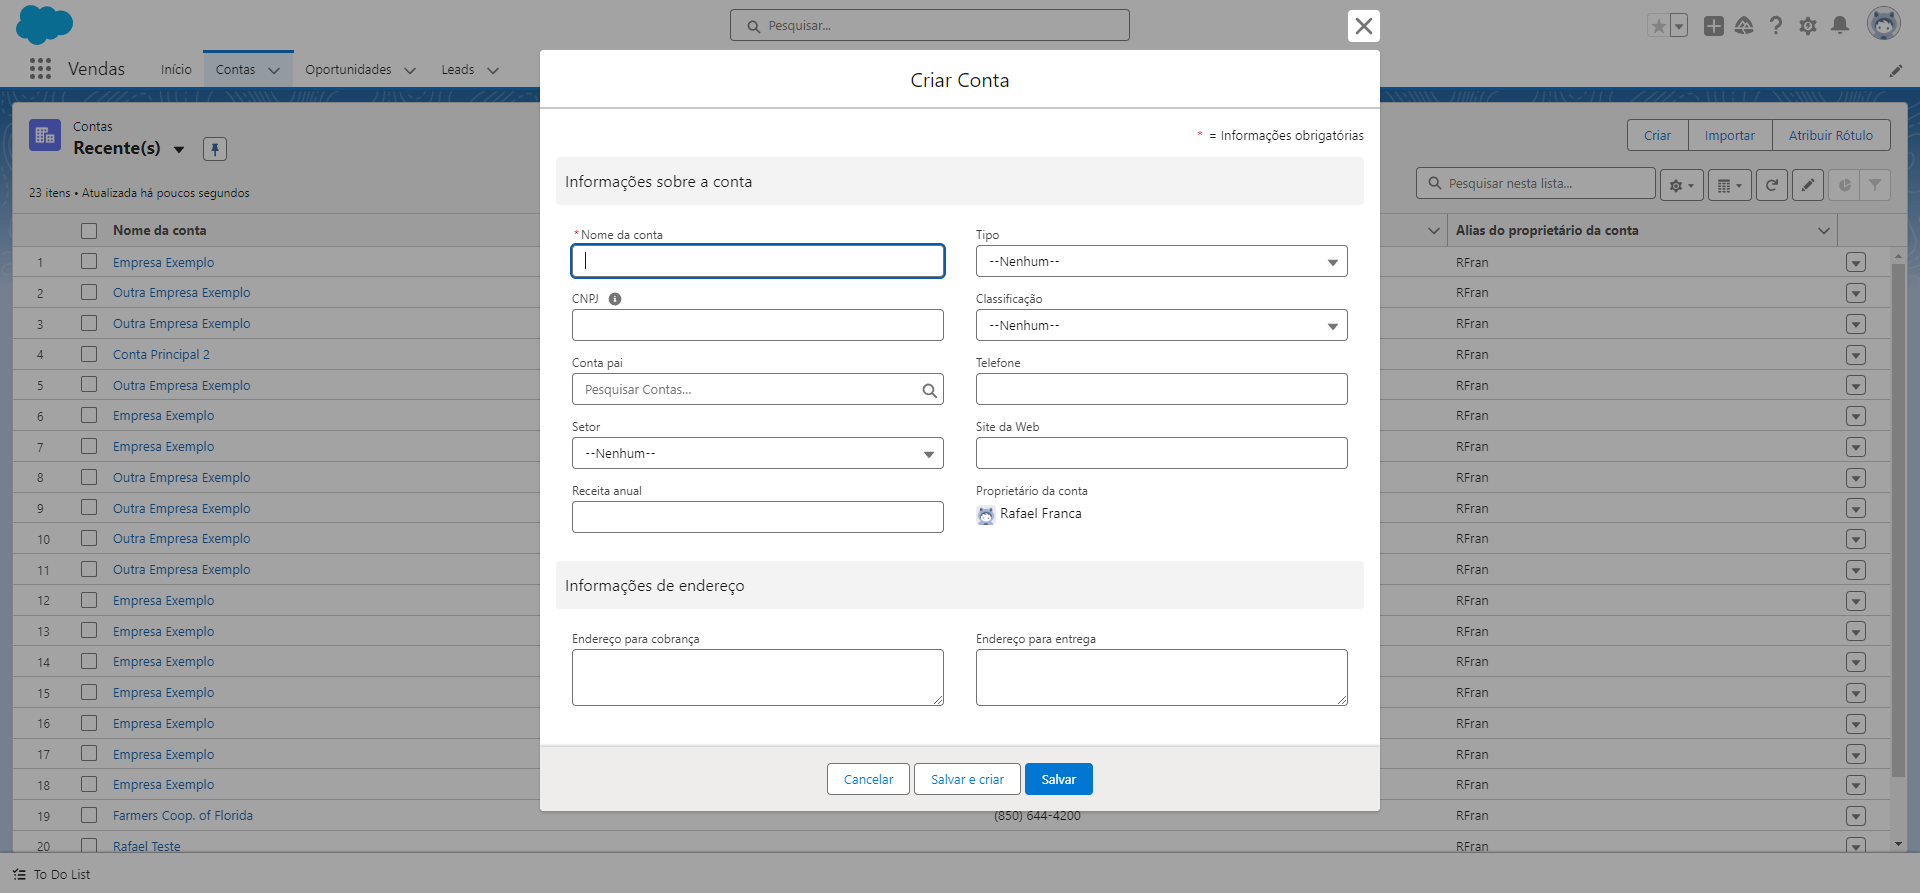 Pesquisar...
Vendas
Início
Contas
Oportunidades
Leads
Contas
Recente(s)
Criar
Importar
Atribuir Rótulo
23 itens • Atualizada há poucos segundos
Pesquisar nesta lista...
Nome da conta
Alias do proprietário da conta
1 Empresa Exemplo RFran
2 Outra Empresa Exemplo RFran
3 Outra Empresa Exemplo RFran
4 Conta Principal 2 RFran
5 Outra Empresa Exemplo RFran
6 Empresa Exemplo RFran
7 Empresa Exemplo RFran
8 Outra Empresa Exemplo RFran
9 Outra Empresa Exemplo RFran
10 Outra Empresa Exemplo RFran
11 Outra Empresa Exemplo RFran
12 Empresa Exemplo RFran
13 Empresa Exemplo RFran
14 Empresa Exemplo RFran
15 Empresa Exemplo RFran
16 Empresa Exemplo RFran
17 Empresa Exemplo RFran
18 Empresa Exemplo RFran
19 Farmers Coop. of Florida (850) 644-4200 RFran
20 Rafael Teste RFran
Criar Conta
* = Informações obrigatórias
Informações sobre a conta
*Nome da conta
Tipo
--Nenhum--
CNPJ
Classificação
--Nenhum--
Conta pai
Pesquisar Contas...
Telefone
Setor
--Nenhum--
Site da Web
Receita anual
Proprietário da conta
Rafael Franca
Informações de endereço
Endereço para cobrança
Endereço para entrega
Cancelar
Salvar e criar
Salvar
To Do List